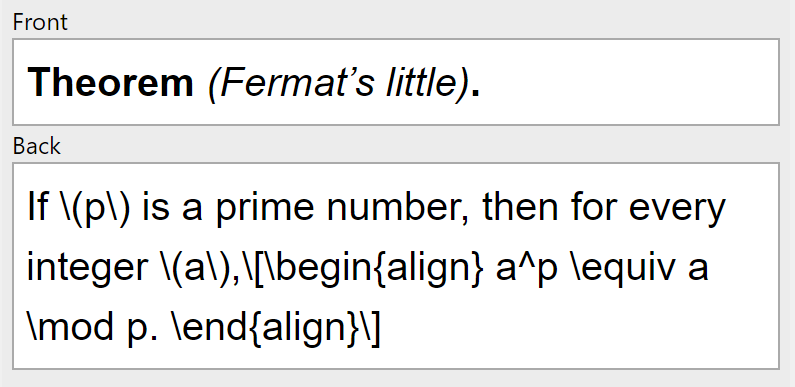 Front
Theorem (Fermat’s little).
Back
If \(p\) is a prime number, then for every
integer \(a\),\[\begin{align} a^p \equiv a
\mod p. \end{align}\]